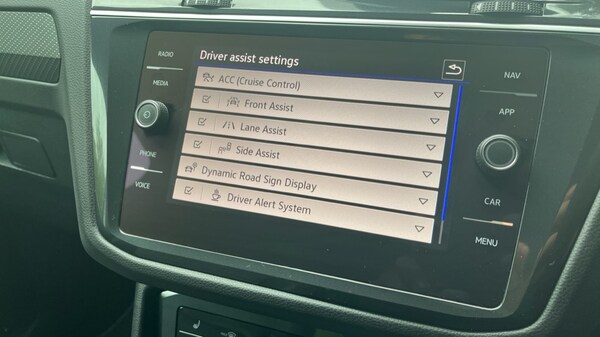 Driver assist settings
ACC (Cruise Control)
Front Assist
Lane Assist
Side Assist
Dynamic Road Sign Display
Driver Alert System
RADIO
MEDIA
PHONE
VOICE
NAV
APP
CAR
MENU